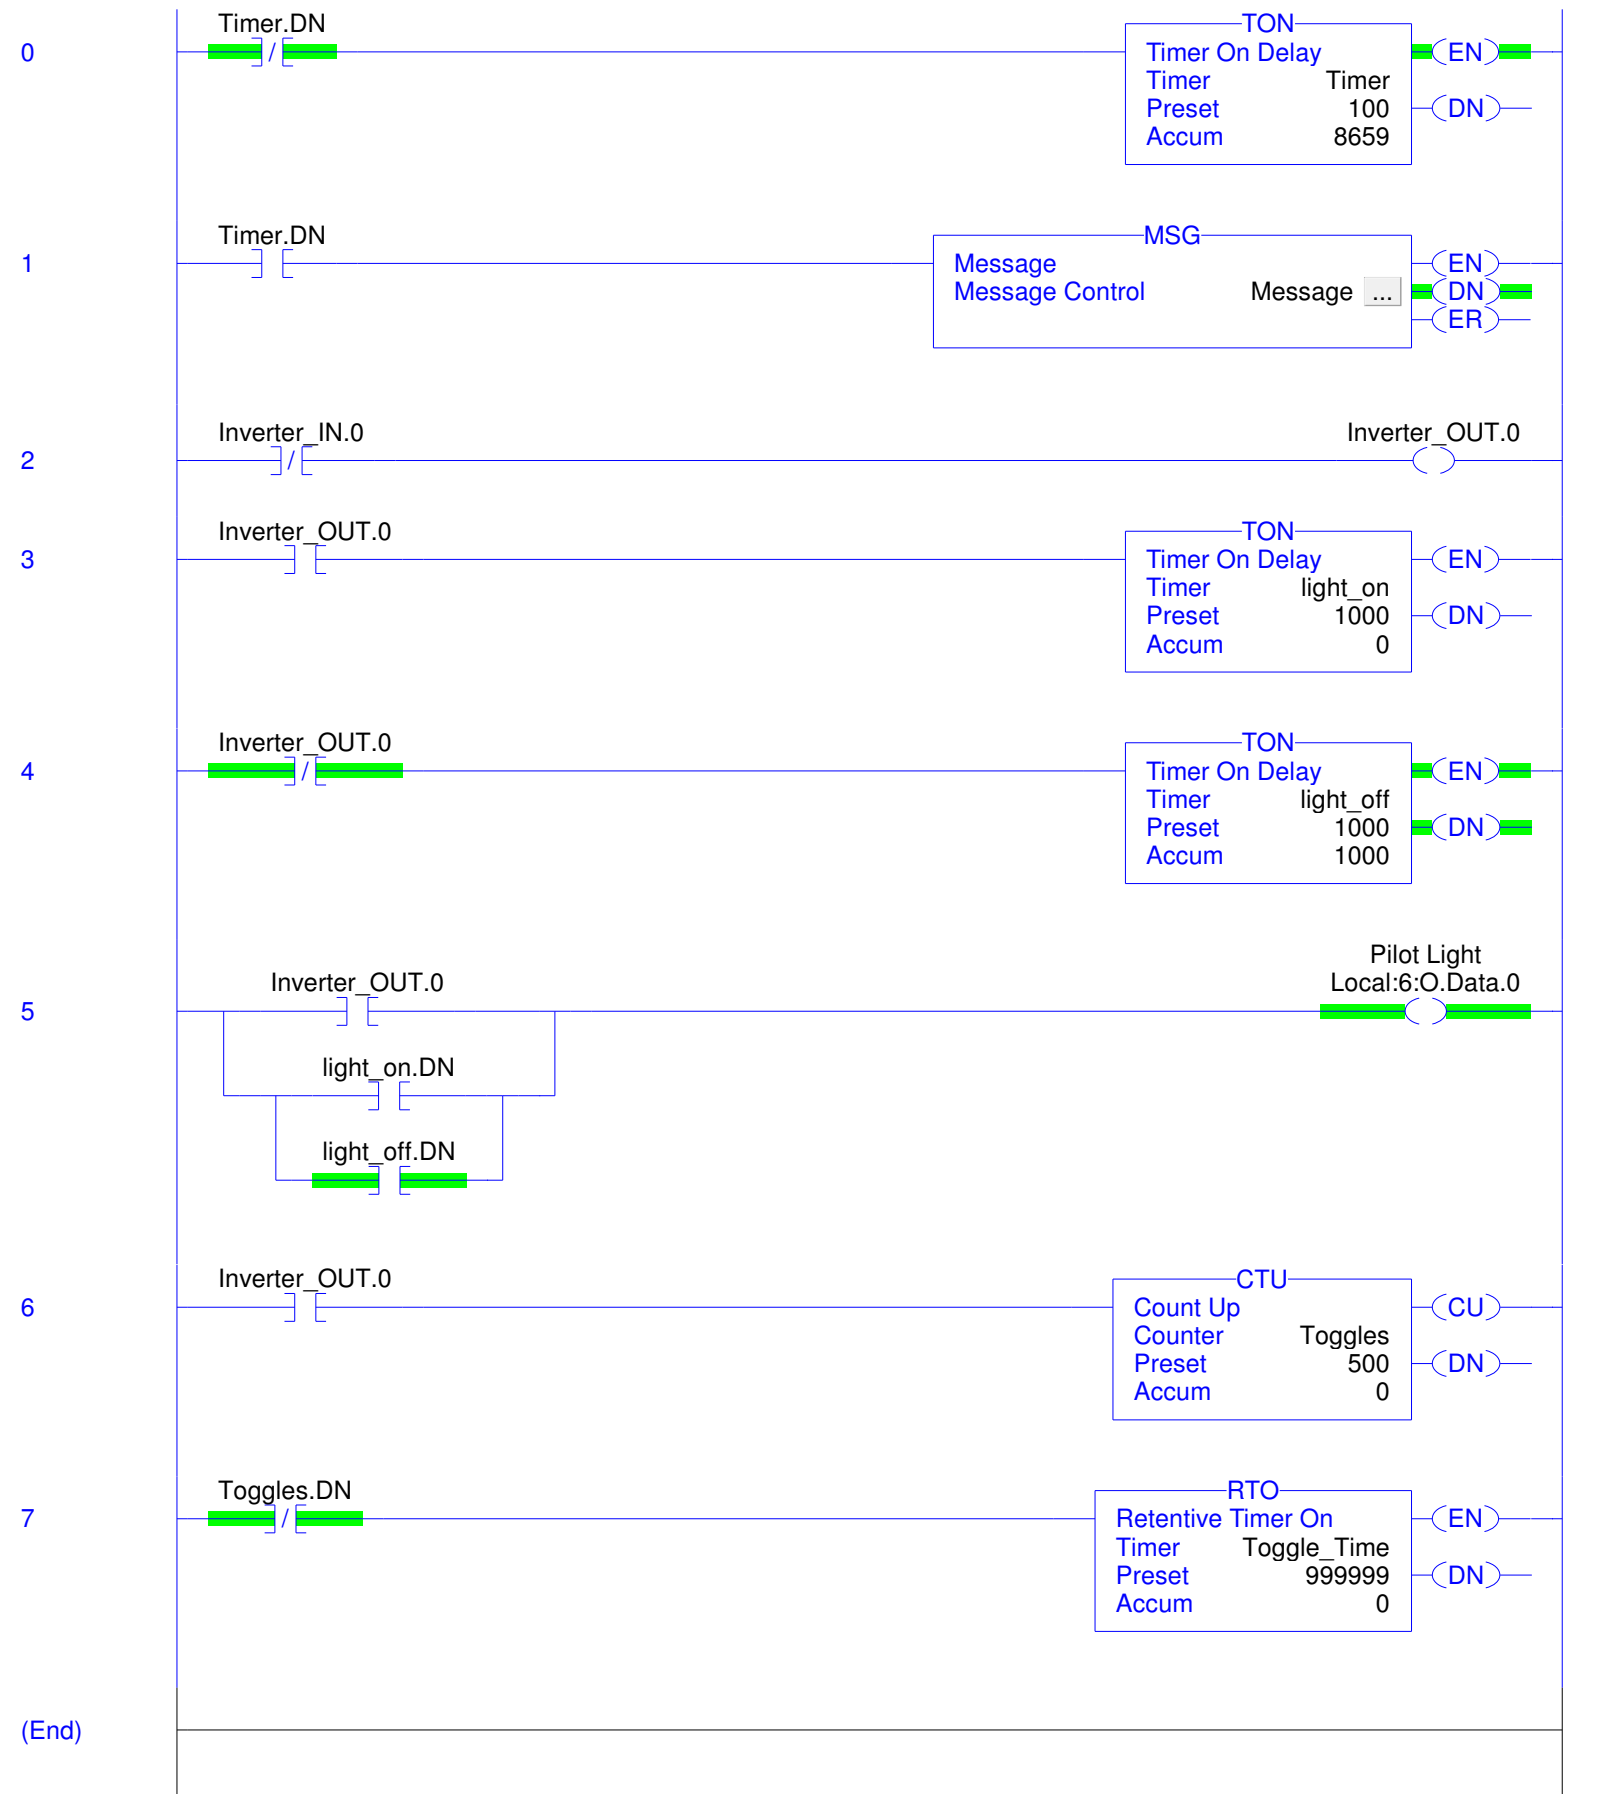 Timer.DN
0
/
TON
Timer On Delay
Timer Timer
Preset 100
Accum 8659
EN
DN
Timer.DN
1
MSG
Message
Message Control Message ...
EN
DN
ER
Inverter_IN.0
2
/
Inverter_OUT.0
Inverter_OUT.0
3
TON
Timer On Delay
Timer light_on
Preset 1000
Accum 0
EN
DN
Inverter_OUT.0
4
/
TON
Timer On Delay
Timer light_off
Preset 1000
Accum 1000
EN
DN
Inverter_OUT.0
5
light_on.DN
light_off.DN
Pilot Light
Local:6:O.Data.0
Inverter_OUT.0
6
CTU
Count Up
Counter Toggles
Preset 500
Accum 0
CU
DN
Toggles.DN
7
/
RTO
Retentive Timer On
Timer Toggle_Time
Preset 999999
Accum 0
EN
DN
(End)